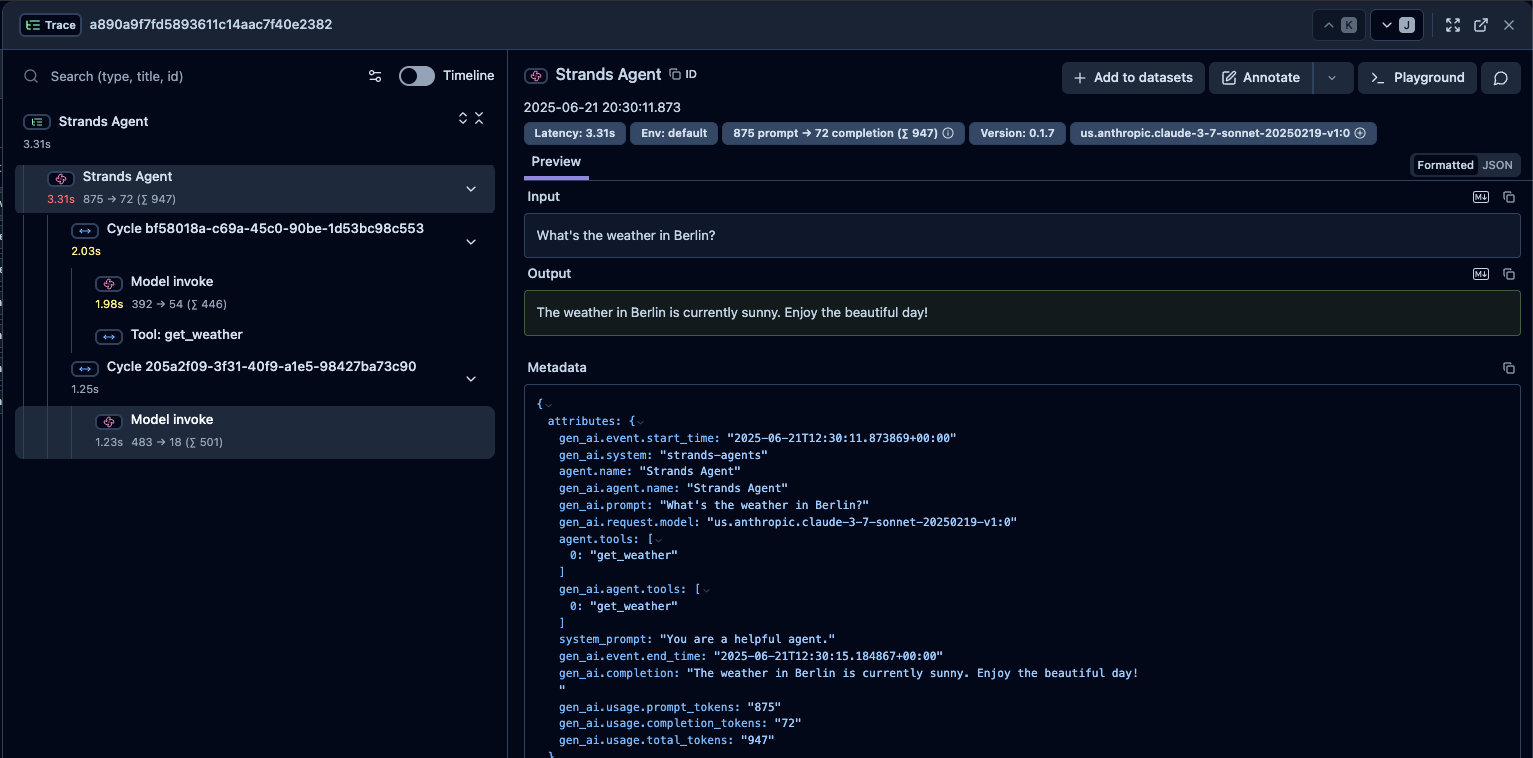 Trace a890a9f7fd5893611c14aac7f40e2382
K
J
Search (type, title, id)
Timeline
Strands Agent
3.31s
Strands Agent
3.31s 875 → 72 (∑ 947)
Cycle bf58018a-c69a-45c0-90be-1d53bc98c553
2.03s
Model invoke
1.98s 392 → 54 (∑ 446)
Tool: get_weather
Cycle 205a2f09-3f31-40f9-a1e5-98427ba73c90
1.25s
Model invoke
1.23s 483 → 18 (∑ 501)
Strands Agent ID
Add to datasets
Annotate
Playground
2025-06-21 20:30:11.873
Latency: 3.31s Env: default 875 prompt → 72 completion (∑ 947) Version: 0.1.7 us.anthropic.claude-3-7-sonnet-20250219-v1:0
Preview
Formatted JSON
Input
What's the weather in Berlin?
Output
The weather in Berlin is currently sunny. Enjoy the beautiful day!
Metadata
{
attributes: {
gen_ai.event.start_time: "2025-06-21T12:30:11.873869+00:00"
gen_ai.system: "strands-agents"
agent.name: "Strands Agent"
gen_ai.agent.name: "Strands Agent"
gen_ai.prompt: "What's the weather in Berlin?"
gen_ai.request.model: "us.anthropic.claude-3-7-sonnet-20250219-v1:0"
agent.tools: [
0: "get_weather"
]
gen_ai.agent.tools: [
0: "get_weather"
]
system_prompt: "You are a helpful agent."
gen_ai.event.end_time: "2025-06-21T12:30:15.184867+00:00"
gen_ai.completion: "The weather in Berlin is currently sunny. Enjoy the beautiful day!
"
gen_ai.usage.prompt_tokens: "875"
gen_ai.usage.completion_tokens: "72"
gen_ai.usage.total_tokens: "947"
}